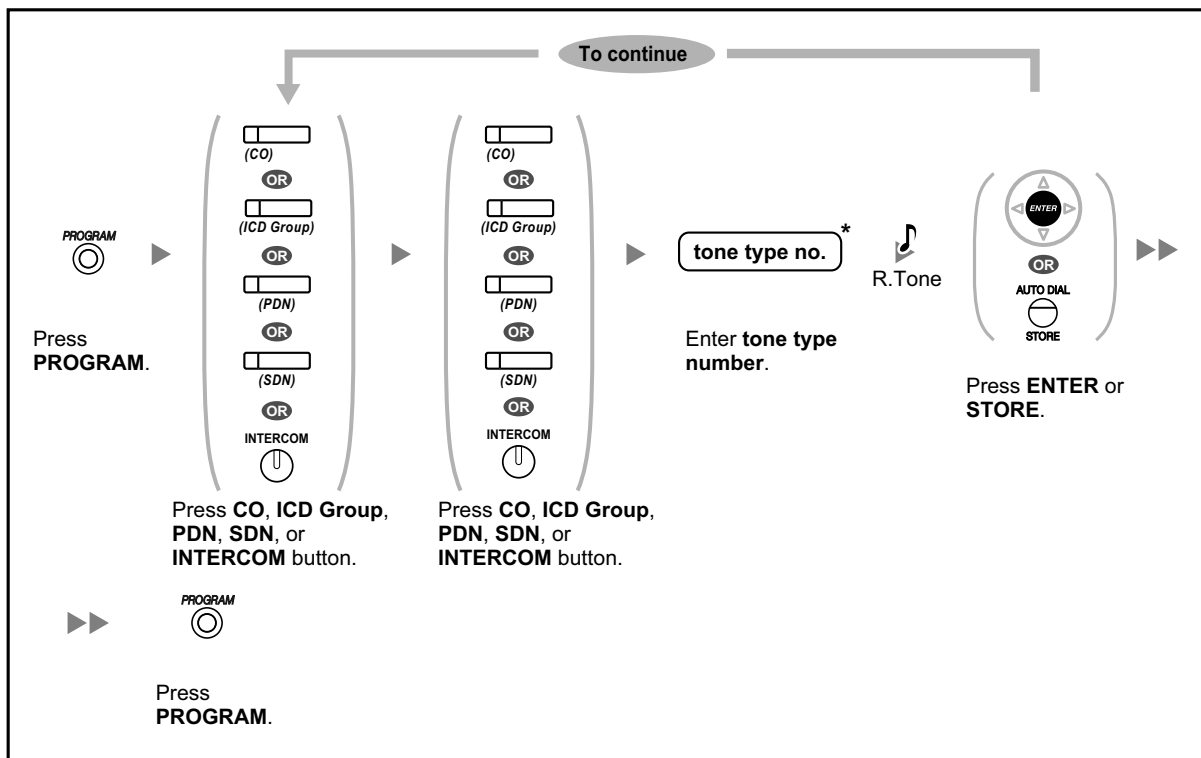 To continue
(CO)
OR
(ICD Group)
OR
(PDN)
OR
(SDN)
OR
INTERCOM
(CO)
OR
(ICD Group)
OR
(PDN)
OR
(SDN)
OR
INTERCOM
PROGRAM
tone type no.*
R.Tone
ENTER
OR
AUTO DIAL
STORE
Press
PROGRAM.
Enter tone type
number.
Press ENTER or
STORE.
Press CO, ICD Group,
PDN, SDN, or
INTERCOM button.
Press CO, ICD Group,
PDN, SDN, or
INTERCOM button.
PROGRAM
Press
PROGRAM.